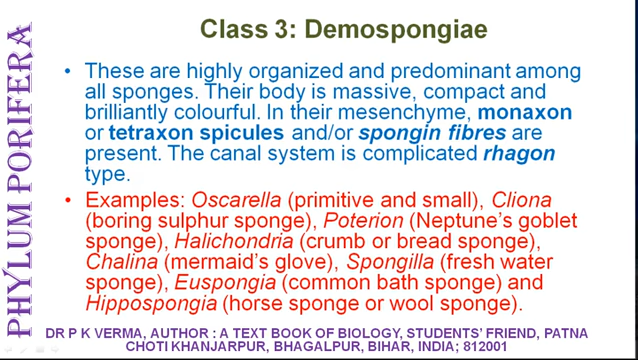 Class 3: Demospongiae
PHYLUM PORIFERA
• These are highly organized and predominant among
all sponges. Their body is massive, compact and
brilliantly colourful. In their mesenchyme, monaxon
or tetraxon spicules and/or spongin fibres are
present. The canal system is complicated rhagon
type.
• Examples: Oscarella (primitive and small), Cliona
(boring sulphur sponge), Poterion (Neptune's goblet
sponge), Halichondria (crumb or bread sponge),
Chalina (mermaid's glove), Spongilla (fresh water
sponge), Euspongia (common bath sponge) and
Hippospongia (horse sponge or wool sponge).
DR P K VERMA, AUTHOR : A TEXT BOOK OF BIOLOGY, STUDENTS' FRIEND, PATNA
CHOTI KHANJARPUR, BHAGALPUR, BIHAR, INDIA; 812001